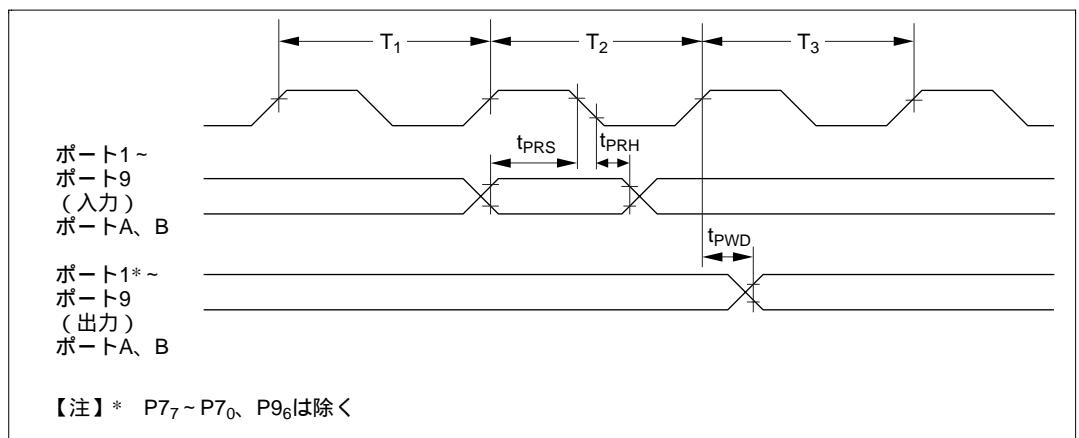 T1
T2
T3
tPRS
tPRH
ポート1~
ポート9
(入力)
ポートA、B
tPWD
ポート1*~
ポート9
(出力)
ポートA、B
【注】* P77~P70、P96は除く